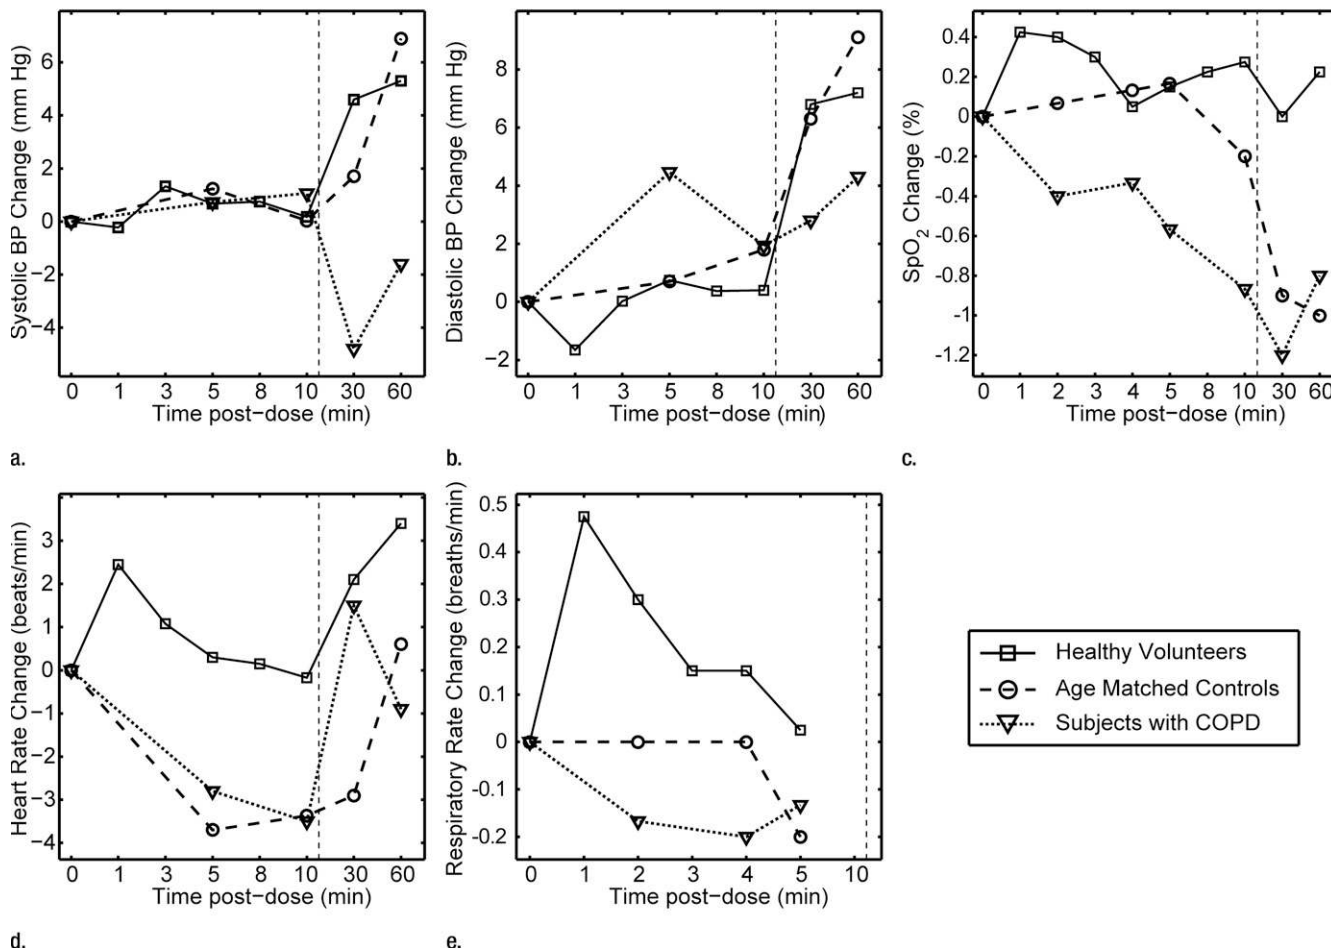 Systolic BP Change (mm Hg)
6
4
2
0
−2
−4
0 1 3 5 8 10 30 60
Time post−dose (min)
a.
Diastolic BP Change (mm Hg)
8
6
4
2
0
−2
0 1 3 5 8 10 30 60
Time post−dose (min)
b.
SpO2 Change (%)
0.4
0.2
0
-0.2
-0.4
-0.6
-0.8
-1
-1.2
0 1 2 3 4 5 8 10 30 60
Time post−dose (min)
c.
Heart Rate Change (beats/min)
3
2
1
0
−1
−2
−3
−4
0 1 3 5 8 10 30 60
Time post−dose (min)
d.
Respiratory Rate Change (breaths/min)
0.5
0.4
0.3
0.2
0.1
0
-0.1
-0.2
0 1 2 3 4 5 10
Time post−dose (min)
e.
Healthy Volunteers
Age Matched Controls
Subjects with COPD